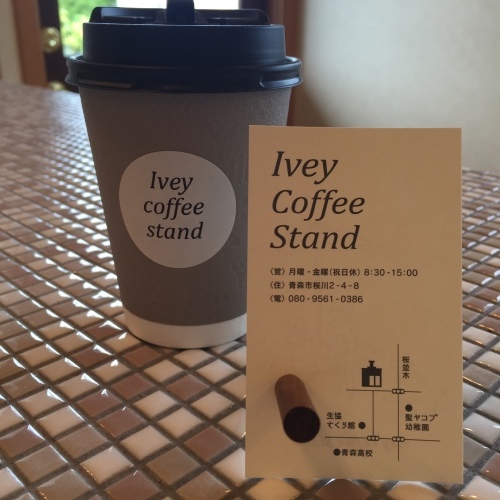 Ivey
coffee
stand
Ivey
Coffee
Stand
〈営〉月曜-金曜(祝日休) 8:30-15:00
〈住〉青森市桜川2-4-8
〈電〉080-9561-0386
桜並木
生協
さくら館
聖ヤコブ
幼稚園
青森高校